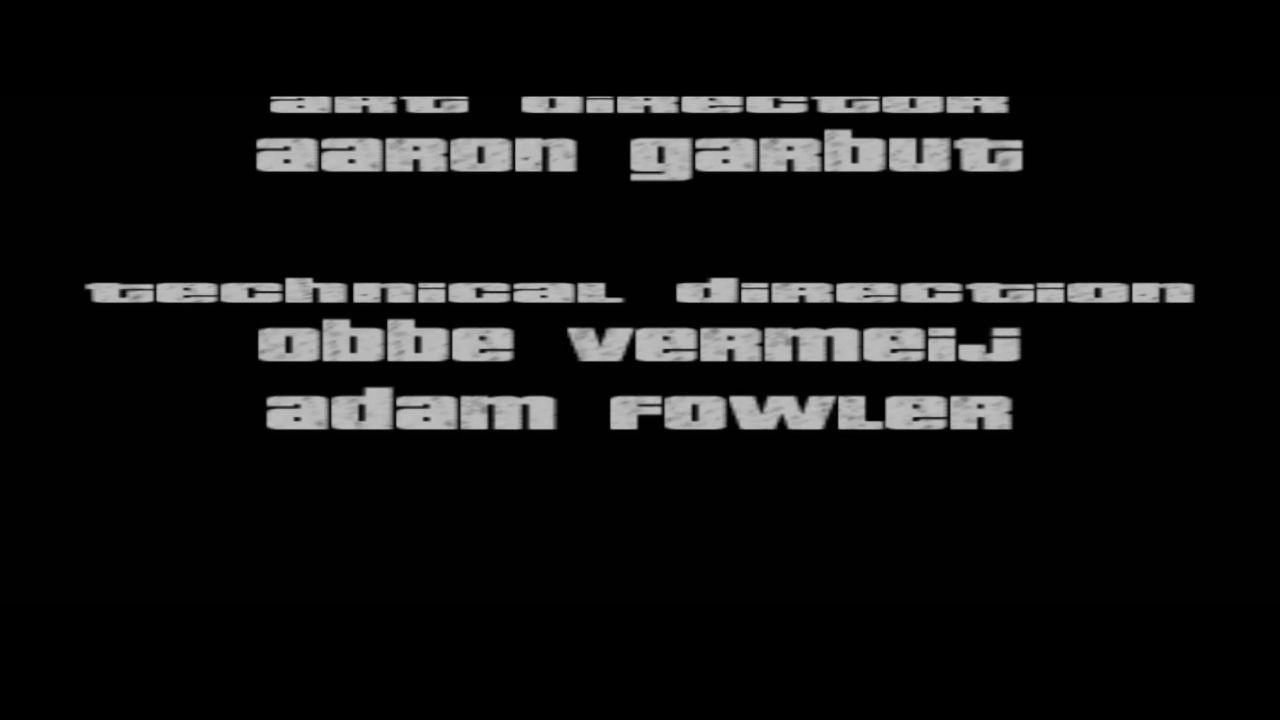 art director
aaron garbut
technical direction
obbe vermeij
adam fowler